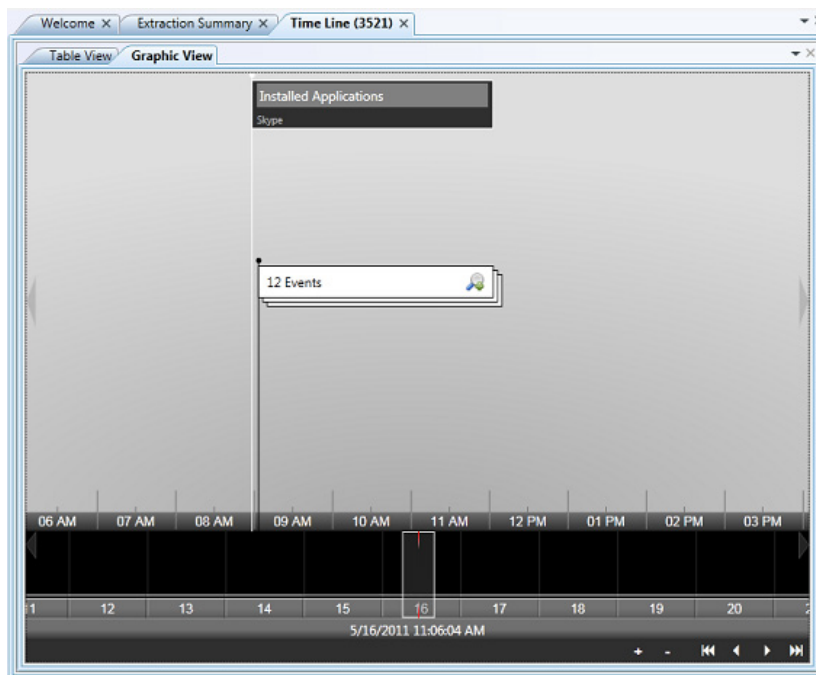 Welcome × Extraction Summary × Time Line (3521) ×
Table View Graphic View
Installed Applications
Skype
12 Events
06 AM 07 AM 08 AM 09 AM 10 AM 11 AM 12 PM 01 PM 02 PM 03 PM
12 13 14 15 16 17 18 19 20
5/16/2011 11:06:04 AM
+ -